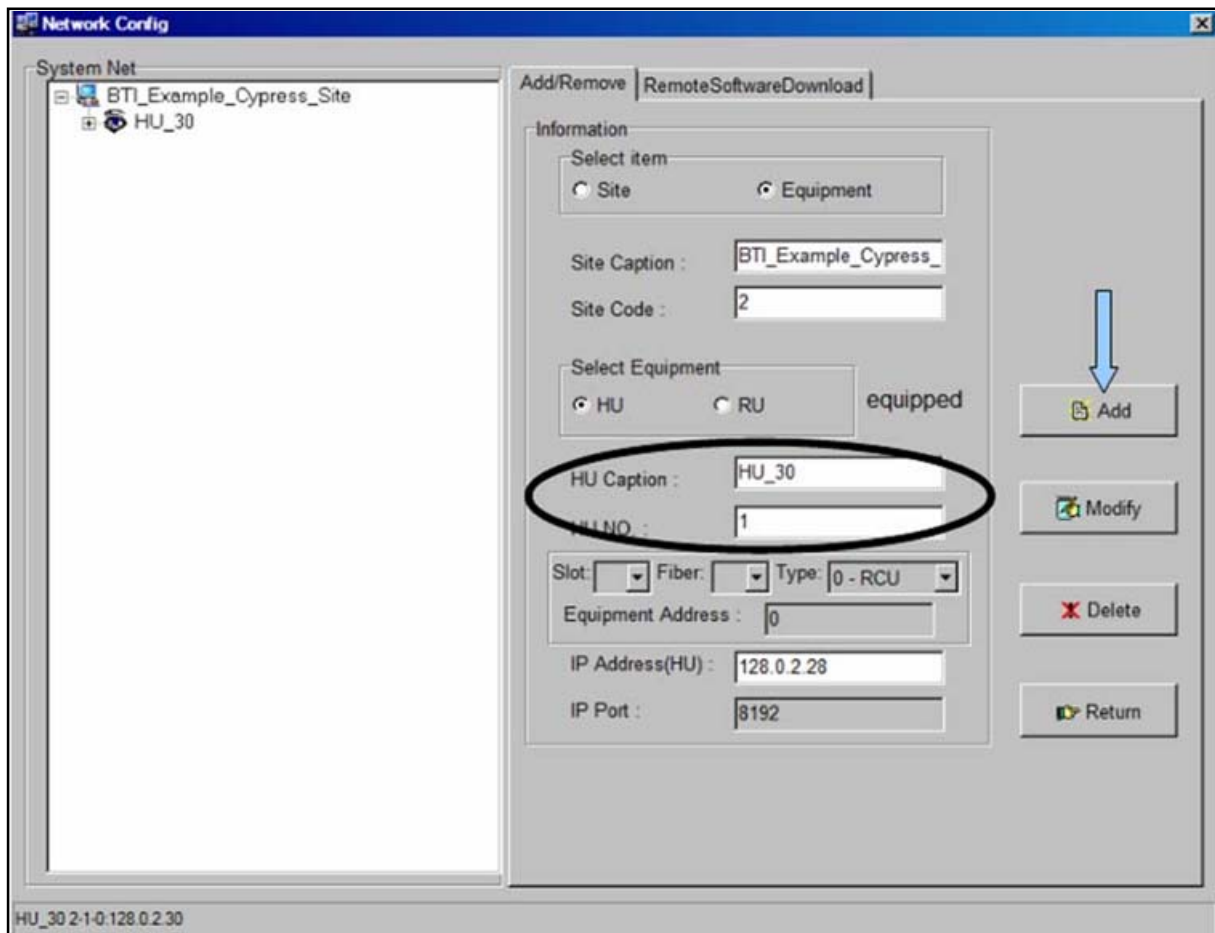 Network Config
System Net
BTI_Example_Cypress_Site
HU_30
Add/Remove RemoteSoftwareDownload
Information
Select item
Site Equipment
Site Caption : BTI_Example_Cypress_
Site Code : 2
Select Equipment
HU RU equipped
HU Caption : HU_30
HU NO. : 1
Slot: Fiber: Type: 0 - RCU
Equipment Address : 0
IP Address(HU) : 128.0.2.28
IP Port : 8192
Add
Modify
Delete
Return
HU_30 2-1-0:128.0.2.30